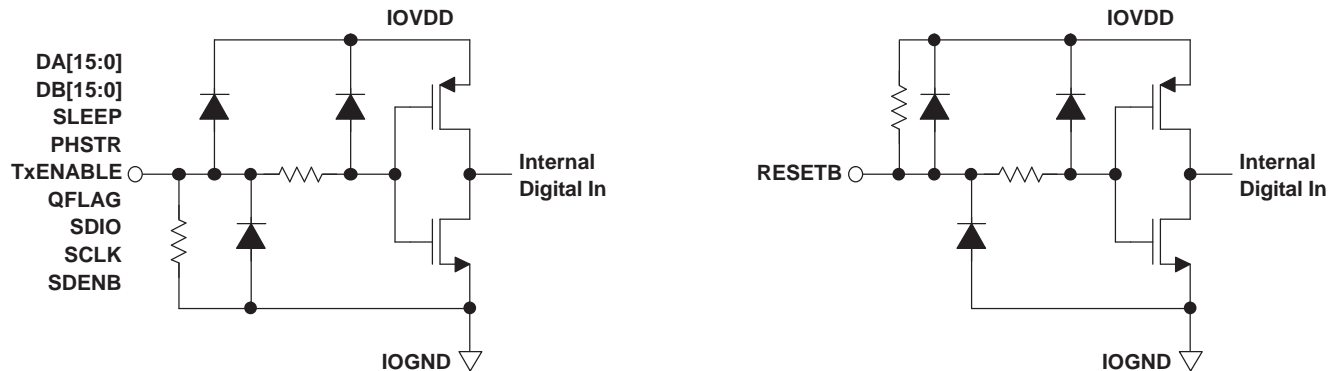 IOVDD
DA[15:0]
DB[15:0]
SLEEP
PHSTR
TxENABLE
QFLAG
SDIO
SCLK
SDENB
Internal
Digital In
IOGND
IOVDD
RESETB
Internal
Digital In
IOGND